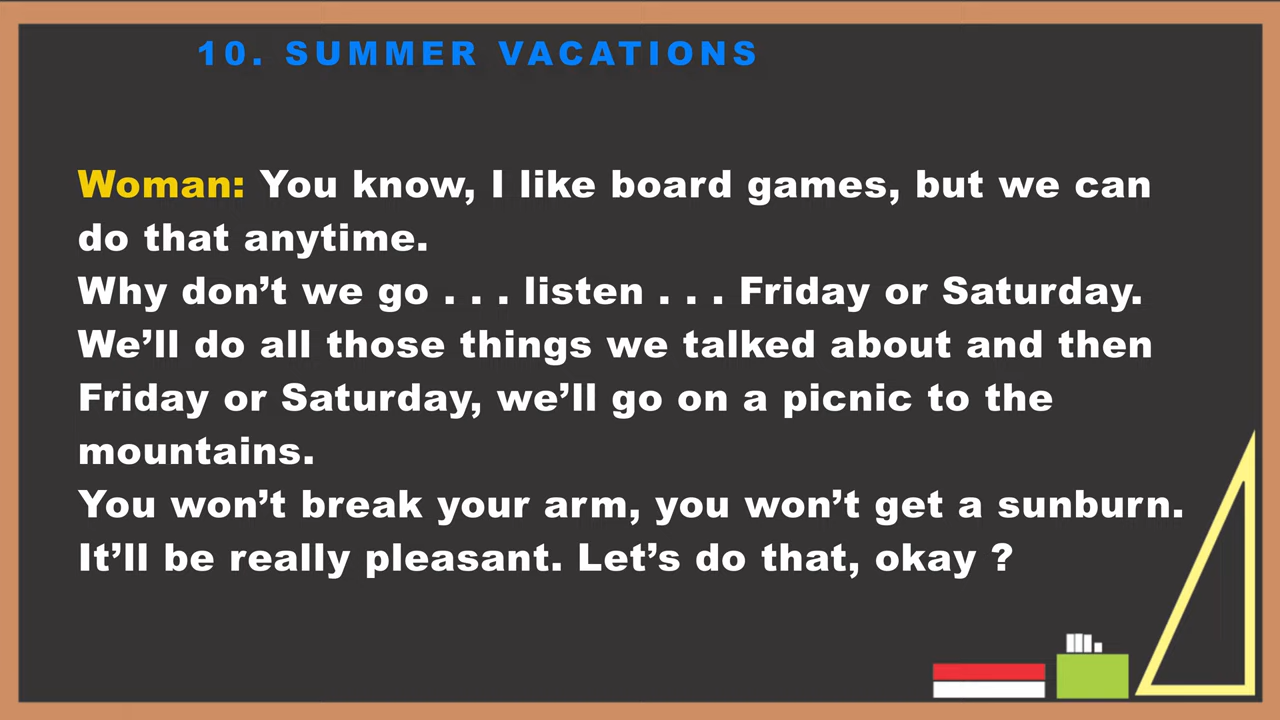 10. SUMMER VACATIONS
Woman: You know, I like board games, but we can
do that anytime.
Why don’t we go . . . listen . . . Friday or Saturday.
We’ll do all those things we talked about and then
Friday or Saturday, we’ll go on a picnic to the
mountains.
You won’t break your arm, you won’t get a sunburn.
It’ll be really pleasant. Let’s do that, okay ?